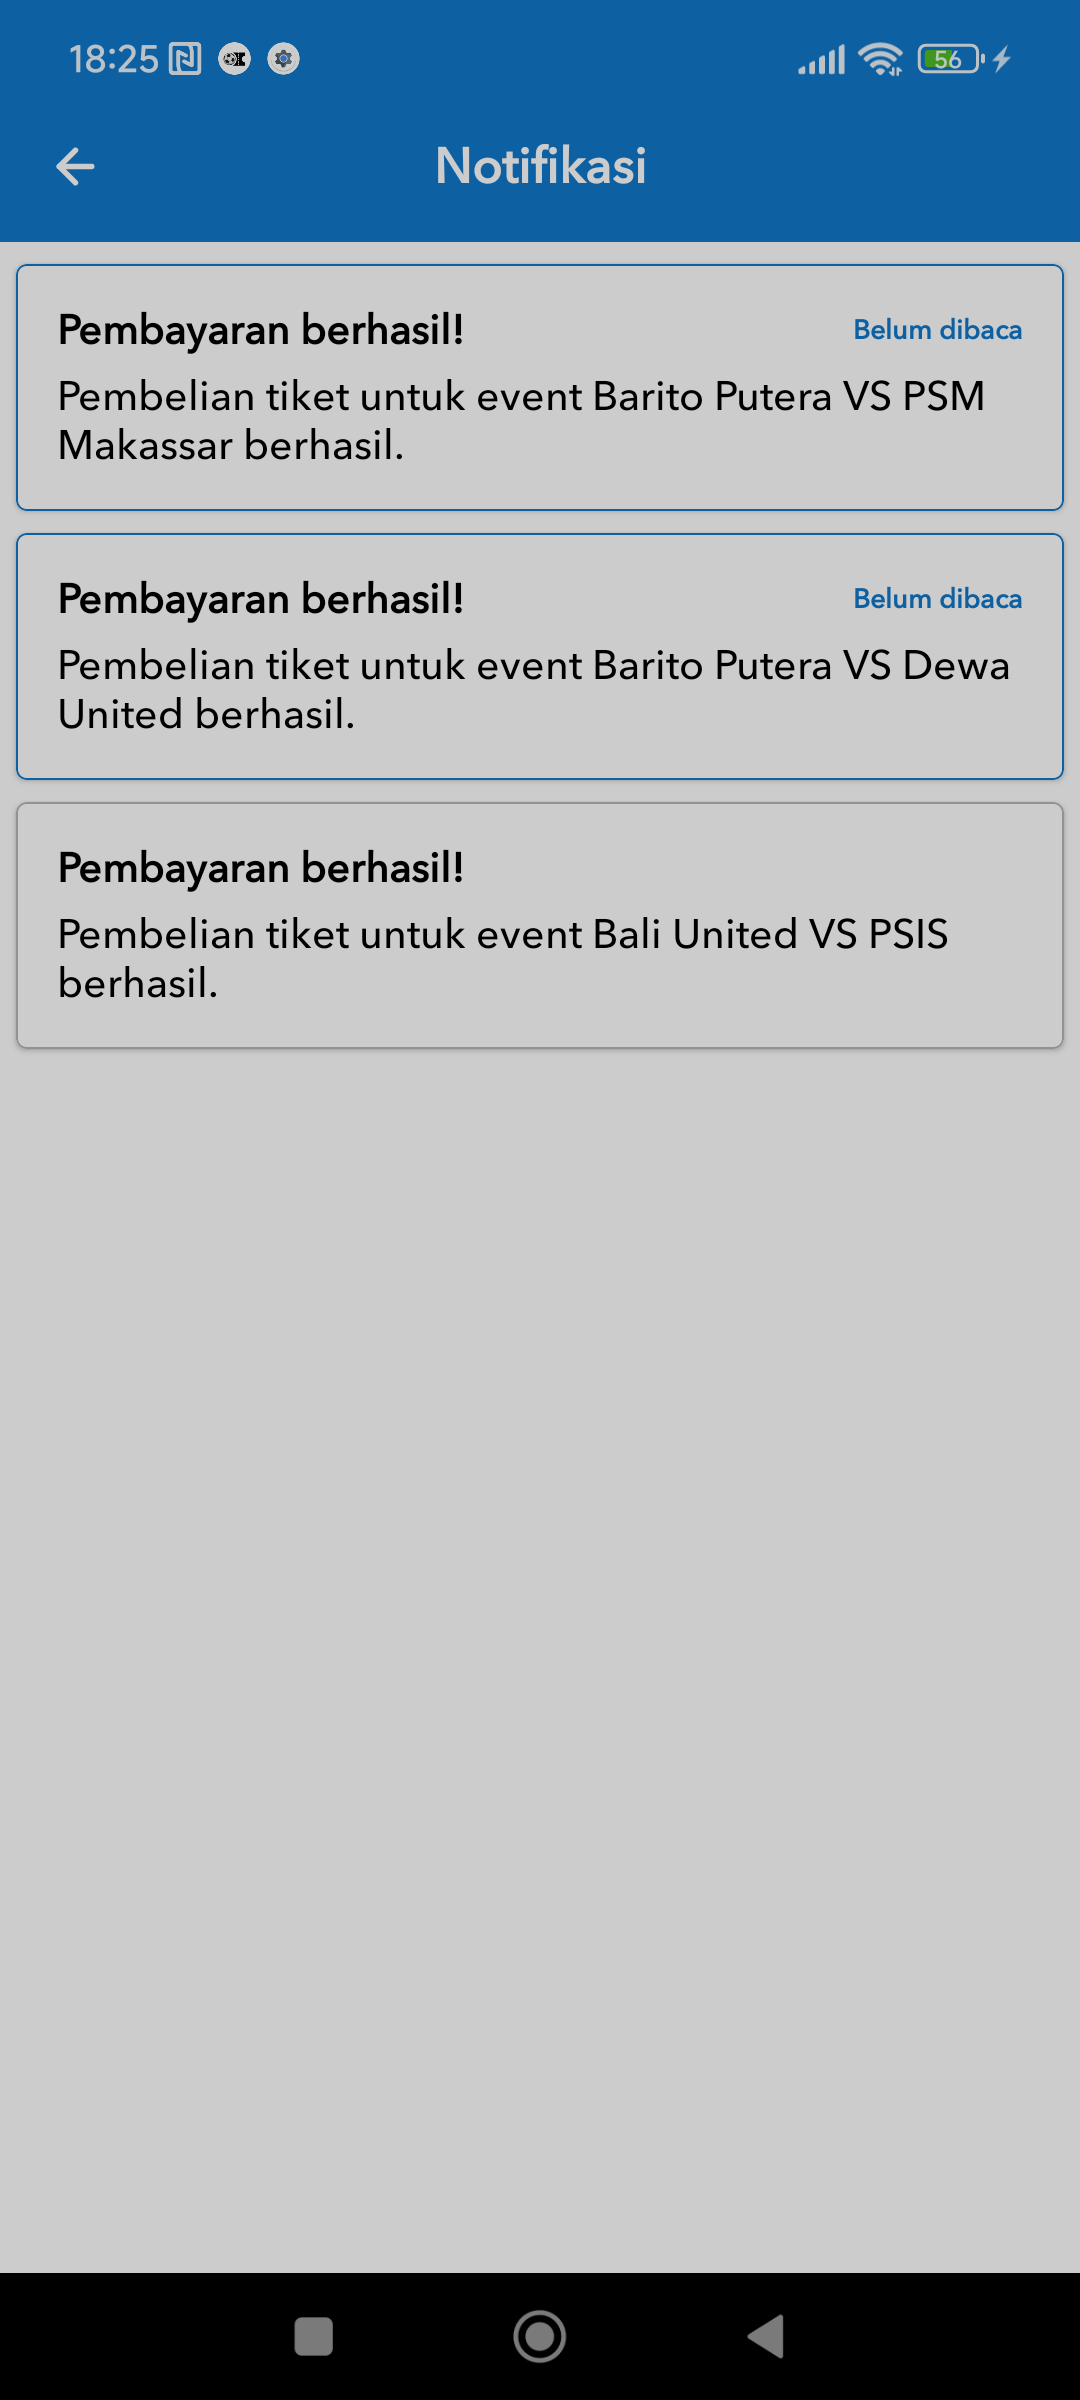 18:25
56
Notifikasi
Pembayaran berhasil!
Belum dibaca
Pembelian tiket untuk event Barito Putera VS PSM
Makassar berhasil.
Pembayaran berhasil!
Belum dibaca
Pembelian tiket untuk event Barito Putera VS Dewa
United berhasil.
Pembayaran berhasil!
Pembelian tiket untuk event Bali United VS PSIS
berhasil.